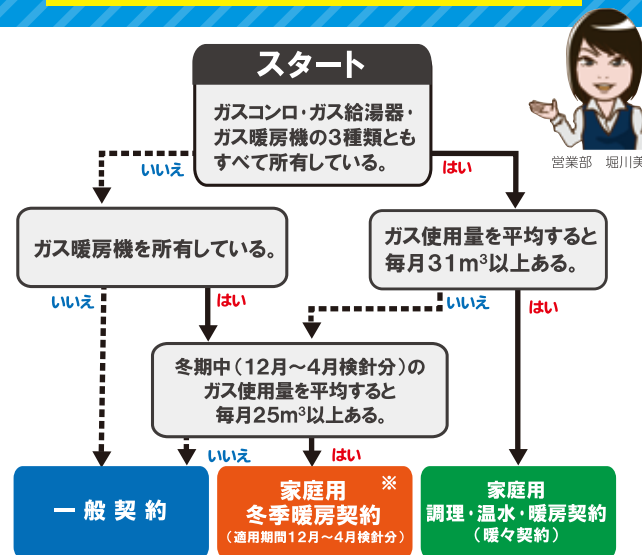 スタート
ガスコンロ・ガス給湯器・
ガス暖房機の3種類とも
すべて所有している。
営業部 堀川美
いいえ
はい
ガス暖房機を所有している。
ガス使用量を平均すると
毎月31m³以上ある。
いいえ
はい
いいえ
はい
冬期中（12月～4月検針分）の
ガス使用量を平均すると
毎月25m³以上ある。
いいえ
はい
一般契約
家庭用 ※
冬季暖房契約
（適用期間12月～4月検針分）
家庭用
調理・温水・暖房契約
（暖々契約）